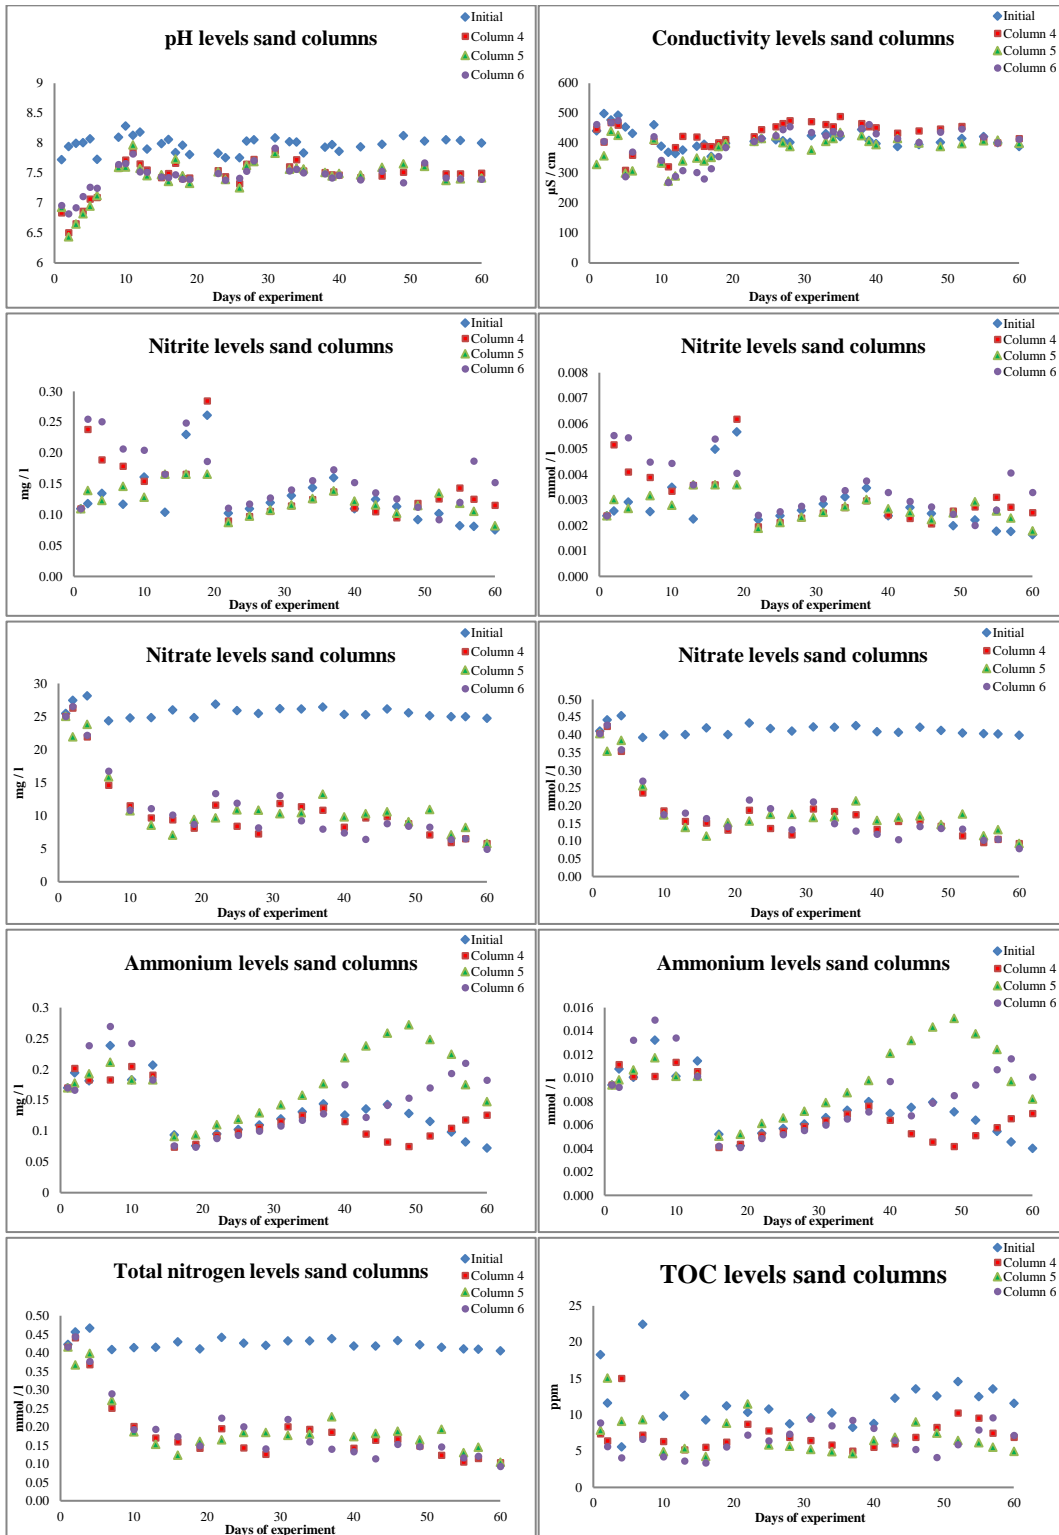 pH levels sand columns
Initial
Column 4
Column 5
Column 6
9
8.5
8
7.5
7
6.5
6
0 10 20 30 40 50 60
Days of experiment
Conductivity levels sand columns
Initial
Column 4
Column 5
Column 6
µS / cm
600
500
400
300
200
100
0
0 10 20 30 40 50 60
Days of experiment
Nitrite levels sand columns
Initial
Column 4
Column 5
Column 6
mg / l
0.30
0.25
0.20
0.15
0.10
0.05
0.00
0 10 20 30 40 50 60
Days of experiment
Nitrite levels sand columns
Initial
Column 4
Column 5
Column 6
mmol / l
0.008
0.007
0.006
0.005
0.004
0.003
0.002
0.001
0.000
0 10 20 30 40 50 60
Days of experiment
Nitrate levels sand columns
Initial
Column 4
Column 5
Column 6
mg / l
30
25
20
15
10
5
0
0 10 20 30 40 50 60
Days of experiment
Nitrate levels sand columns
Initial
Column 4
Column 5
Column 6
mmol / l
0.50
0.45
0.40
0.35
0.30
0.25
0.20
0.15
0.10
0.05
0.00
0 10 20 30 40 50 60
Days of experiment
Ammonium levels sand columns
Initial
Column 4
Column 5
Column 6
mg / l
0.3
0.25
0.2
0.15
0.1
0.05
0
0 10 20 30 40 50 60
Days of experiment
Ammonium levels sand columns
Initial
Column 4
Column 5
Column 6
mmol / l
0.016
0.014
0.012
0.010
0.008
0.006
0.004
0.002
0.000
0 10 20 30 40 50 60
Days of experiment
Total nitrogen levels sand columns
Initial
Column 4
Column 5
Column 6
mmol / l
0.50
0.45
0.40
0.35
0.30
0.25
0.20
0.15
0.10
0.05
0.00
0 10 20 30 40 50 60
Days of experiment
TOC levels sand columns
Initial
Column 4
Column 5
Column 6
ppm
25
20
15
10
5
0
0 10 20 30 40 50 60
Days of experiment